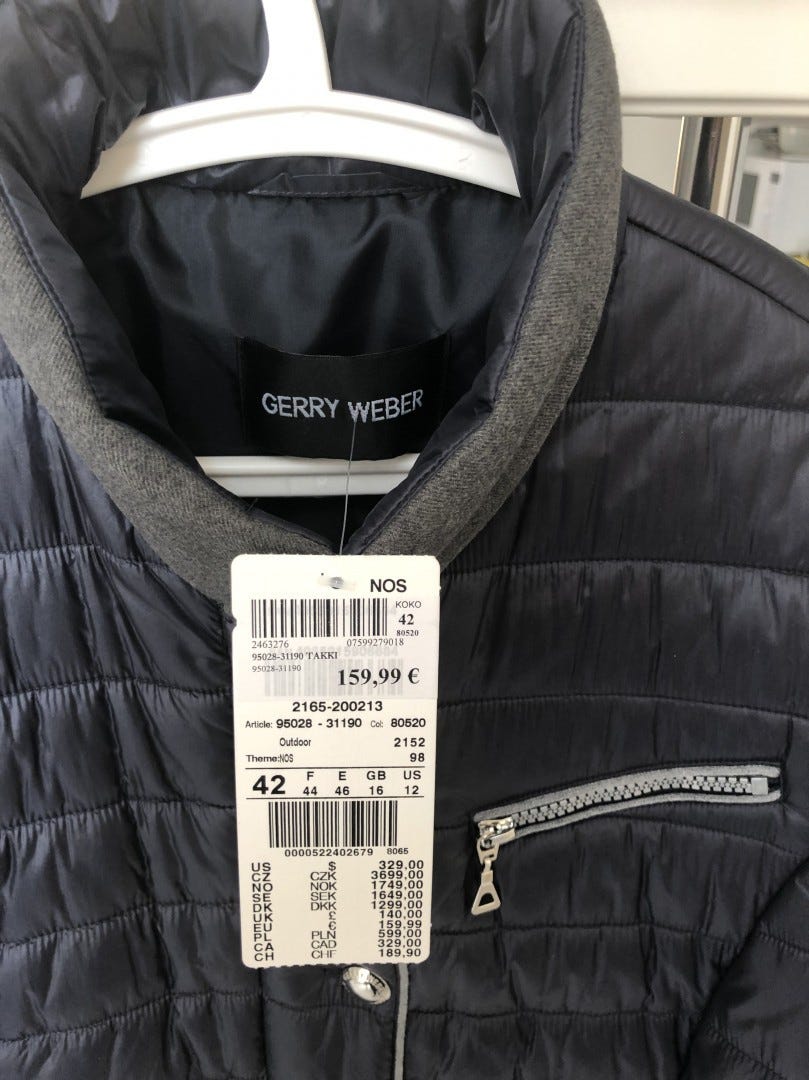 GERRY WEBER
NOS
KOKO
42
80520
2463276 07599279018
95028-31190 TAKKI
95028-31190
159,99 €
2165-200213
Article: 95028 - 31190 Col: 80520
Outdoor 2152
Theme:NOS 98
42 F E GB US
44 46 16 12
0000522402679 8065
US $ 329,00
CZ CZK 3699,00
NO NOK 1749,00
SE SEK 1649,00
DK DKK 1299,00
UK £ 140,00
EU € 159,99
PL PLN 599,00
CA CAD 329,00
CH CHF 189,90